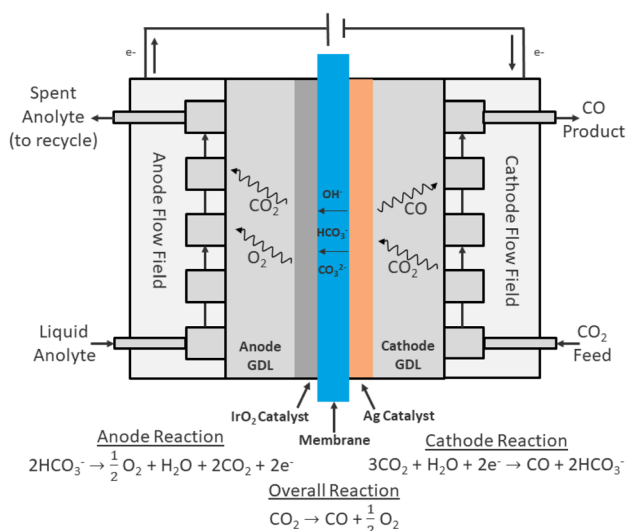 e-
e-
Spent
Anolyte
(to recycle)
CO
Product
Anode Flow Field
Cathode Flow Field
CO₂
O₂
OH⁻
HCO₃⁻
CO₃²⁻
CO
CO₂
Liquid
Anolyte
Anode
GDL
Cathode
GDL
CO₂
Feed
IrO₂ Catalyst
Ag Catalyst
Membrane
Anode Reaction
2HCO₃⁻ → ½ O₂ + H₂O + 2CO₂ + 2e⁻
Cathode Reaction
3CO₂ + H₂O + 2e⁻ → CO + 2HCO₃⁻
Overall Reaction
CO₂ → CO + ½ O₂